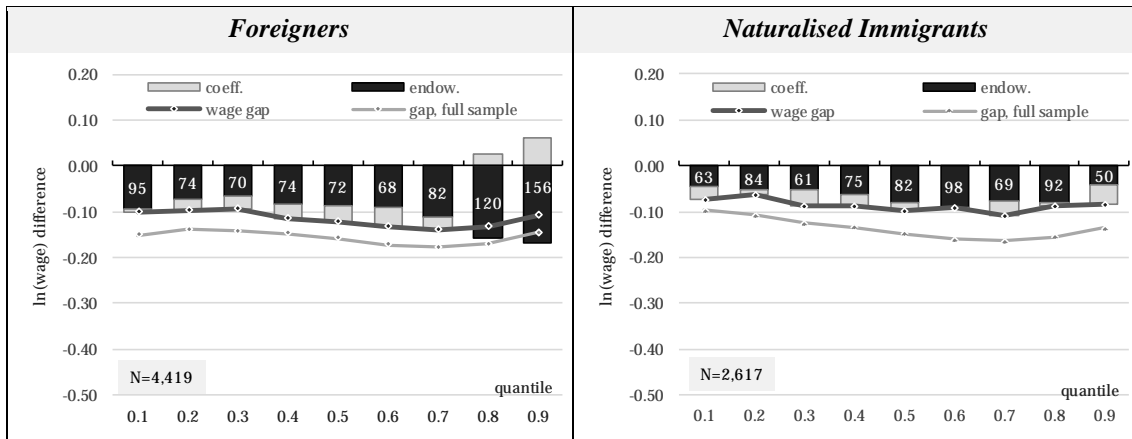 Foreigners
0.20
coeff.
endow.
wage gap
gap, full sample
0.10
0.00
95 74 70 74 72 68 82 120 156
-0.10
-0.20
-0.30
-0.40
-0.50
ln(wage) difference
N=4,419
quantile
0.1 0.2 0.3 0.4 0.5 0.6 0.7 0.8 0.9
Naturalised Immigrants
0.20
coeff.
endow.
wage gap
gap, full sample
0.10
0.00
63 84 61 75 82 98 69 92 50
-0.10
-0.20
-0.30
-0.40
-0.50
ln(wage) difference
N=2,617
quantile
0.1 0.2 0.3 0.4 0.5 0.6 0.7 0.8 0.9